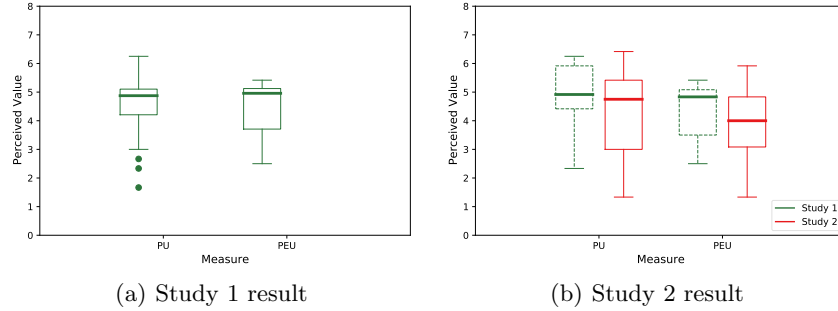 8
7
6
5
4
3
2
1
0
Perceived Value
PU
PEU
Measure
(a) Study 1 result
8
7
6
5
4
3
2
1
0
Perceived Value
PU
PEU
Measure
Study 1
Study 2
(b) Study 2 result